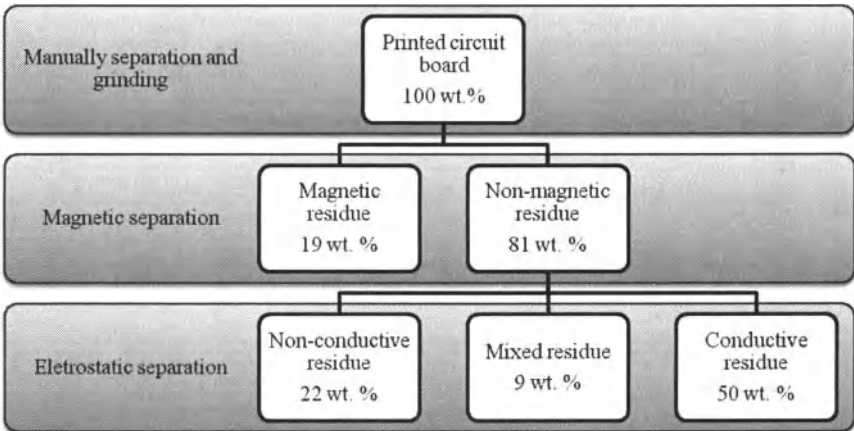 Manually separation and
grinding
Printed circuit
board
100 wt.%
Magnetic separation
Magnetic
residue
19 wt. %
Non-magnetic
residue
81 wt. %
Eletrostatic separation
Non-conductive
residue
22 wt. %
Mixed residue
9 wt. %
Conductive
residue
50 wt. %